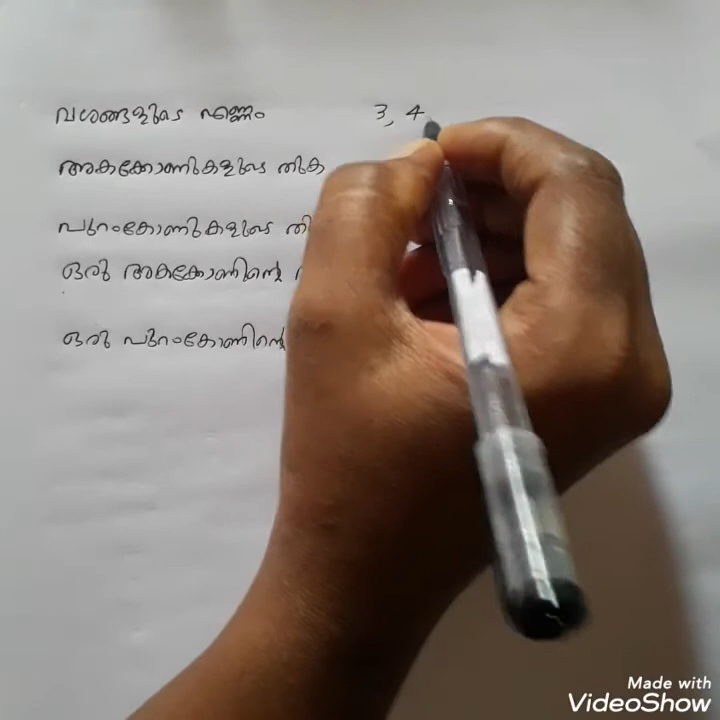 വശങ്ങളുടെ എണ്ണം 3, 4
അകക്കോണുകളുടെ തുക
പുറംകോണുകളുടെ
ഒരു അകക്കോണിന്റെ
ഒരു പുറംകോണിന്റെ
Made with
VideoShow